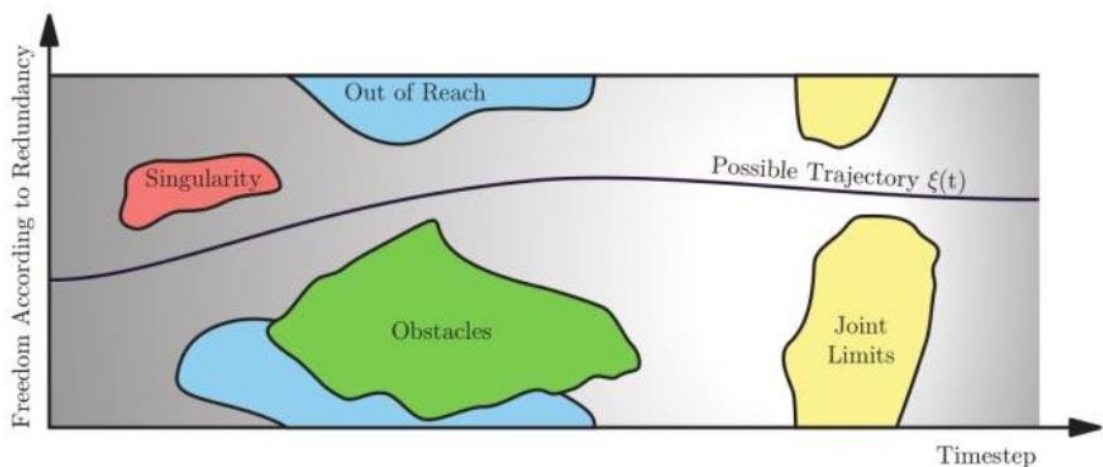 Freedom According to Redundancy
Out of Reach
Singularity
Possible Trajectory ξ(t)
Obstacles
Joint
Limits
Timestep